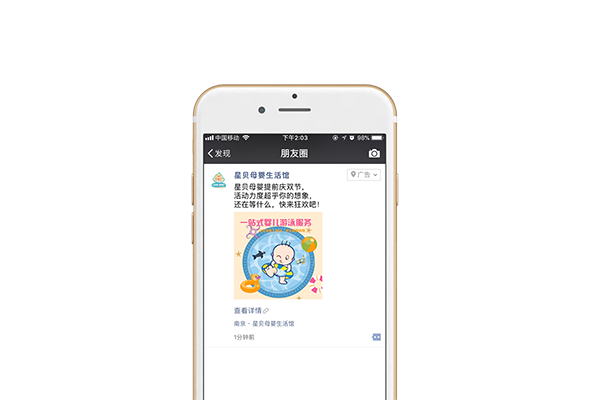 中国移动 下午2:03 98%
发现 朋友圈
星贝母婴生活馆 广告
星贝母婴提前庆双节，
活动力度超乎你的想象，
还在等什么，快来狂欢吧！
一站式婴儿游泳服务
查看详情
南京·星贝母婴生活馆
1分钟前